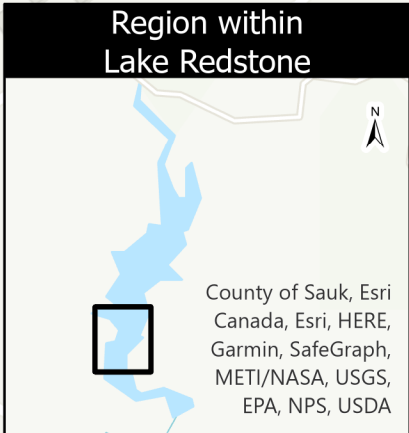 Region within
Lake Redstone
N
County of Sauk, Esri
Canada, Esri, HERE,
Garmin, SafeGraph,
METI/NASA, USGS,
EPA, NPS, USDA